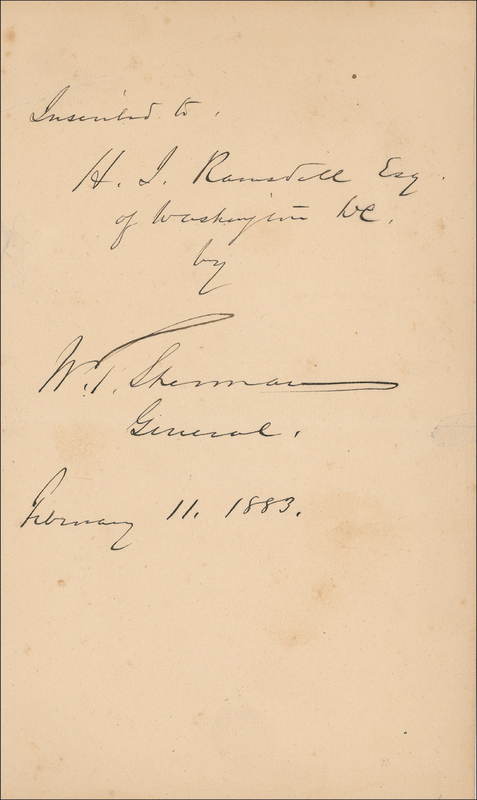 Inscribed to.
H. J. Ramsdell Esq.
of Washington DC.
by
W. T. Sherman
General.
February 11. 1883.